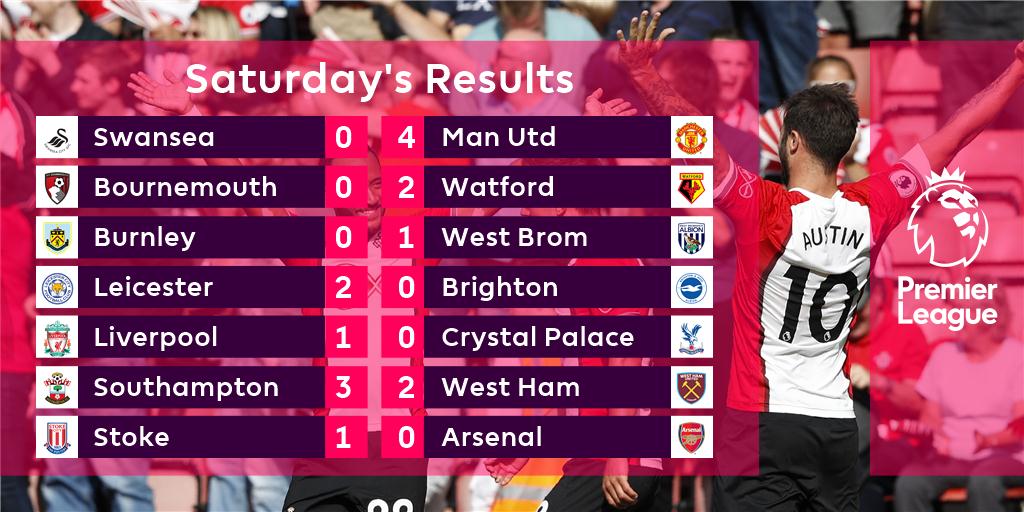 Saturday's Results
Swansea 0 4 Man Utd
Bournemouth 0 2 Watford
Burnley 0 1 West Brom
Leicester 2 0 Brighton
Liverpool 1 0 Crystal Palace
Southampton 3 2 West Ham
Stoke 1 0 Arsenal
AUSTIN
10
Premier
League